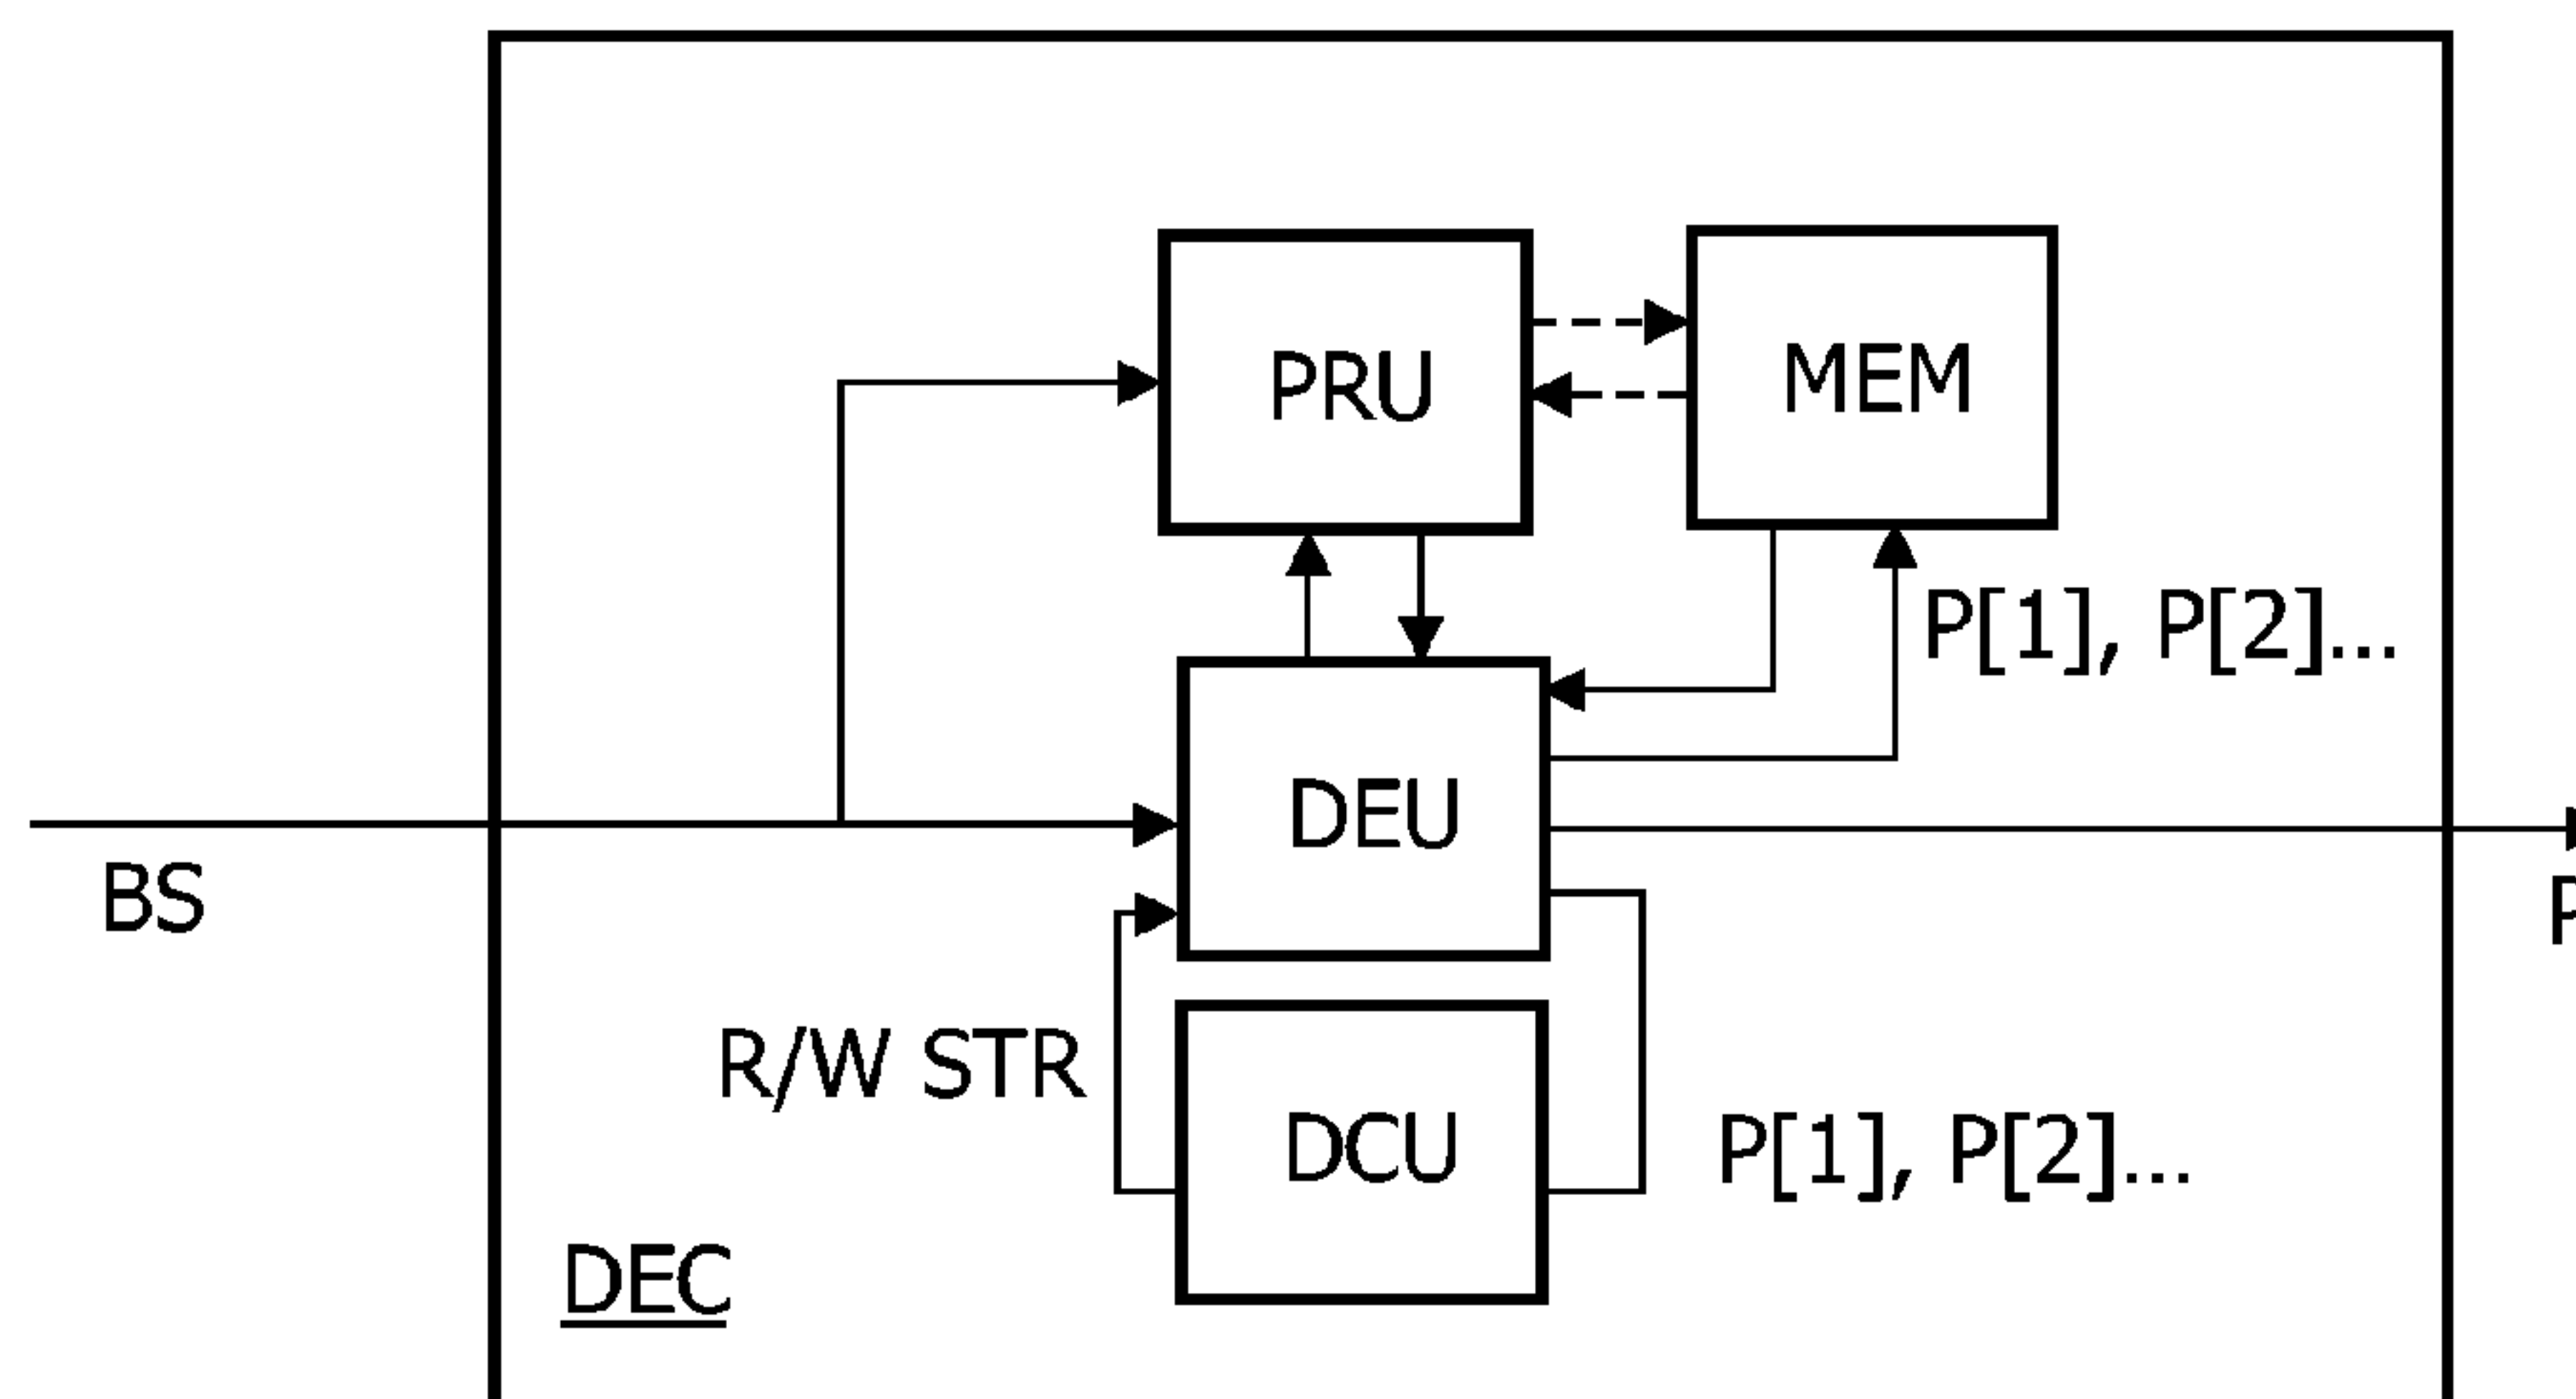 PRU
MEM
P[1], P[2]...
DEU
BS
R/W STR
DCU
P[1], P[2]...
DEC